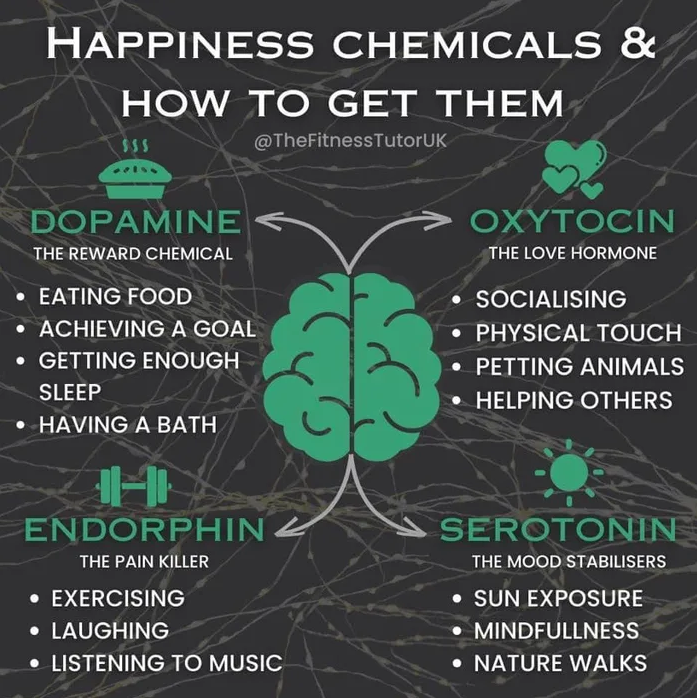 HAPPINESS CHEMICALS &
HOW TO GET THEM
@TheFitnessTutorUK
DOPAMINE
THE REWARD CHEMICAL
• EATING FOOD
• ACHIEVING A GOAL
• GETTING ENOUGH
SLEEP
• HAVING A BATH
OXYTOCIN
THE LOVE HORMONE
• SOCIALISING
• PHYSICAL TOUCH
• PETTING ANIMALS
• HELPING OTHERS
ENDORPHIN
THE PAIN KILLER
• EXERCISING
• LAUGHING
• LISTENING TO MUSIC
SEROTONIN
THE MOOD STABILISERS
• SUN EXPOSURE
• MINDFULLNESS
• NATURE WALKS